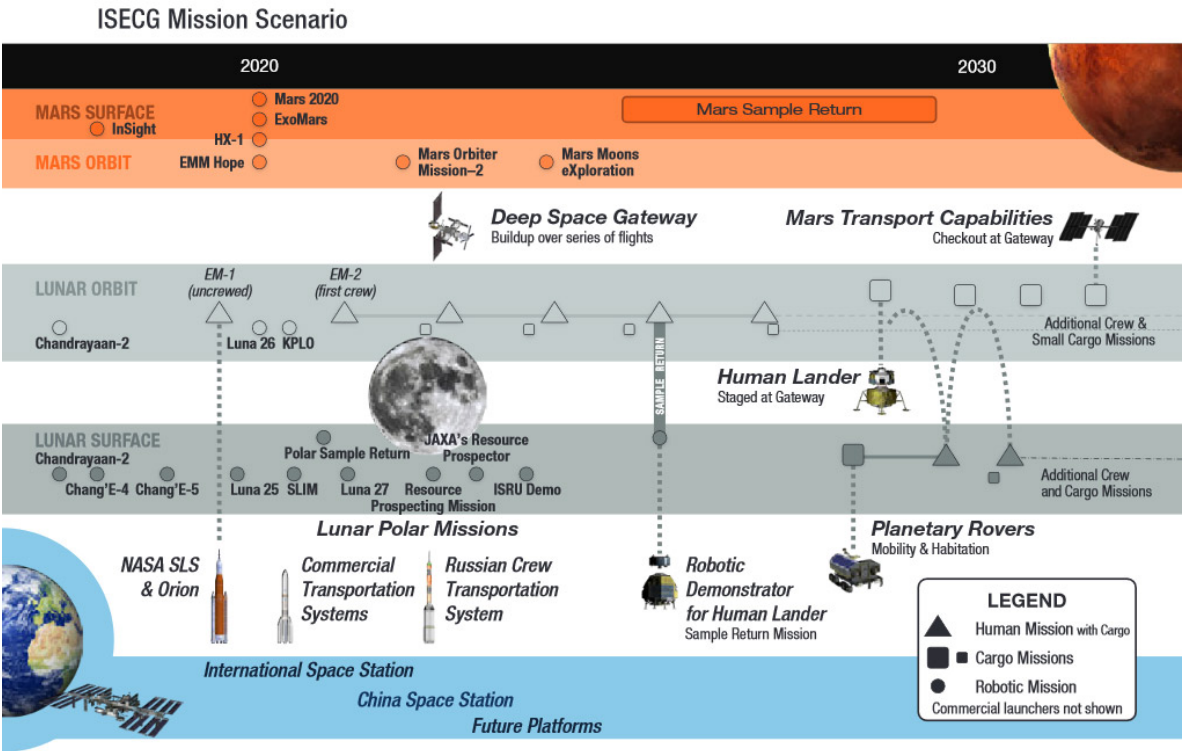 ISECG Mission Scenario
2020
2030
MARS SURFACE
Mars 2020
InSight
ExoMars
HX-1
Mars Sample Return
MARS ORBIT
EMM Hope
Mars Orbiter
Mission–2
Mars Moons
eXploration
Deep Space Gateway
Buildup over series of flights
Mars Transport Capabilities
Checkout at Gateway
LUNAR ORBIT
EM-1
(uncrewed)
EM-2
(first crew)
Chandrayaan-2
Luna 26
KPLO
Additional Crew &
Small Cargo Missions
SAMPLE RETURN
Human Lander
Staged at Gateway
LUNAR SURFACE
Chandrayaan-2
Chang'E-4
Chang'E-5
Luna 25
SLIM
Polar Sample Return
Luna 27
JAXA's Resource
Prospector
Resource
Prospecting Mission
ISRU Demo
Additional Crew
and Cargo Missions
Lunar Polar Missions
NASA SLS
& Orion
Commercial
Transportation
Systems
Russian Crew
Transportation
System
Robotic
Demonstrator
for Human Lander
Sample Return Mission
Planetary Rovers
Mobility & Habitation
LEGEND
Human Mission with Cargo
Cargo Missions
Robotic Mission
Commercial launchers not shown
International Space Station
China Space Station
Future Platforms